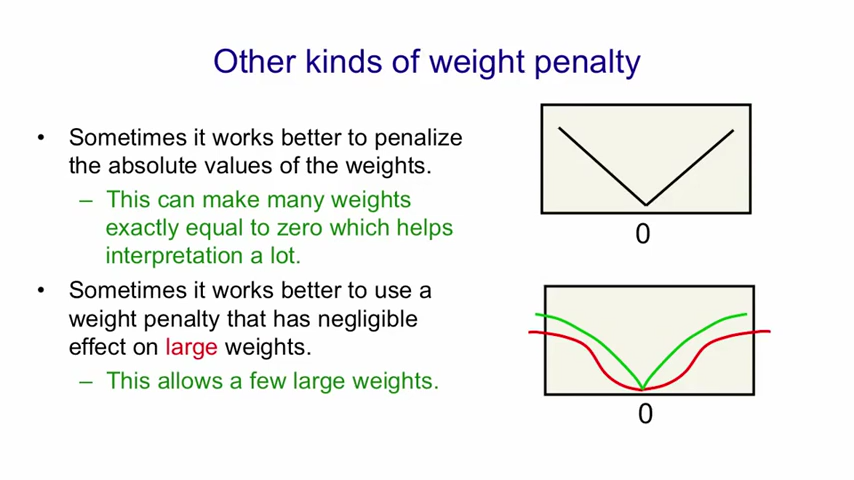 Other kinds of weight penalty
• Sometimes it works better to penalize
the absolute values of the weights.
– This can make many weights
exactly equal to zero which helps
interpretation a lot.
• Sometimes it works better to use a
weight penalty that has negligible
effect on large weights.
– This allows a few large weights.
0
0